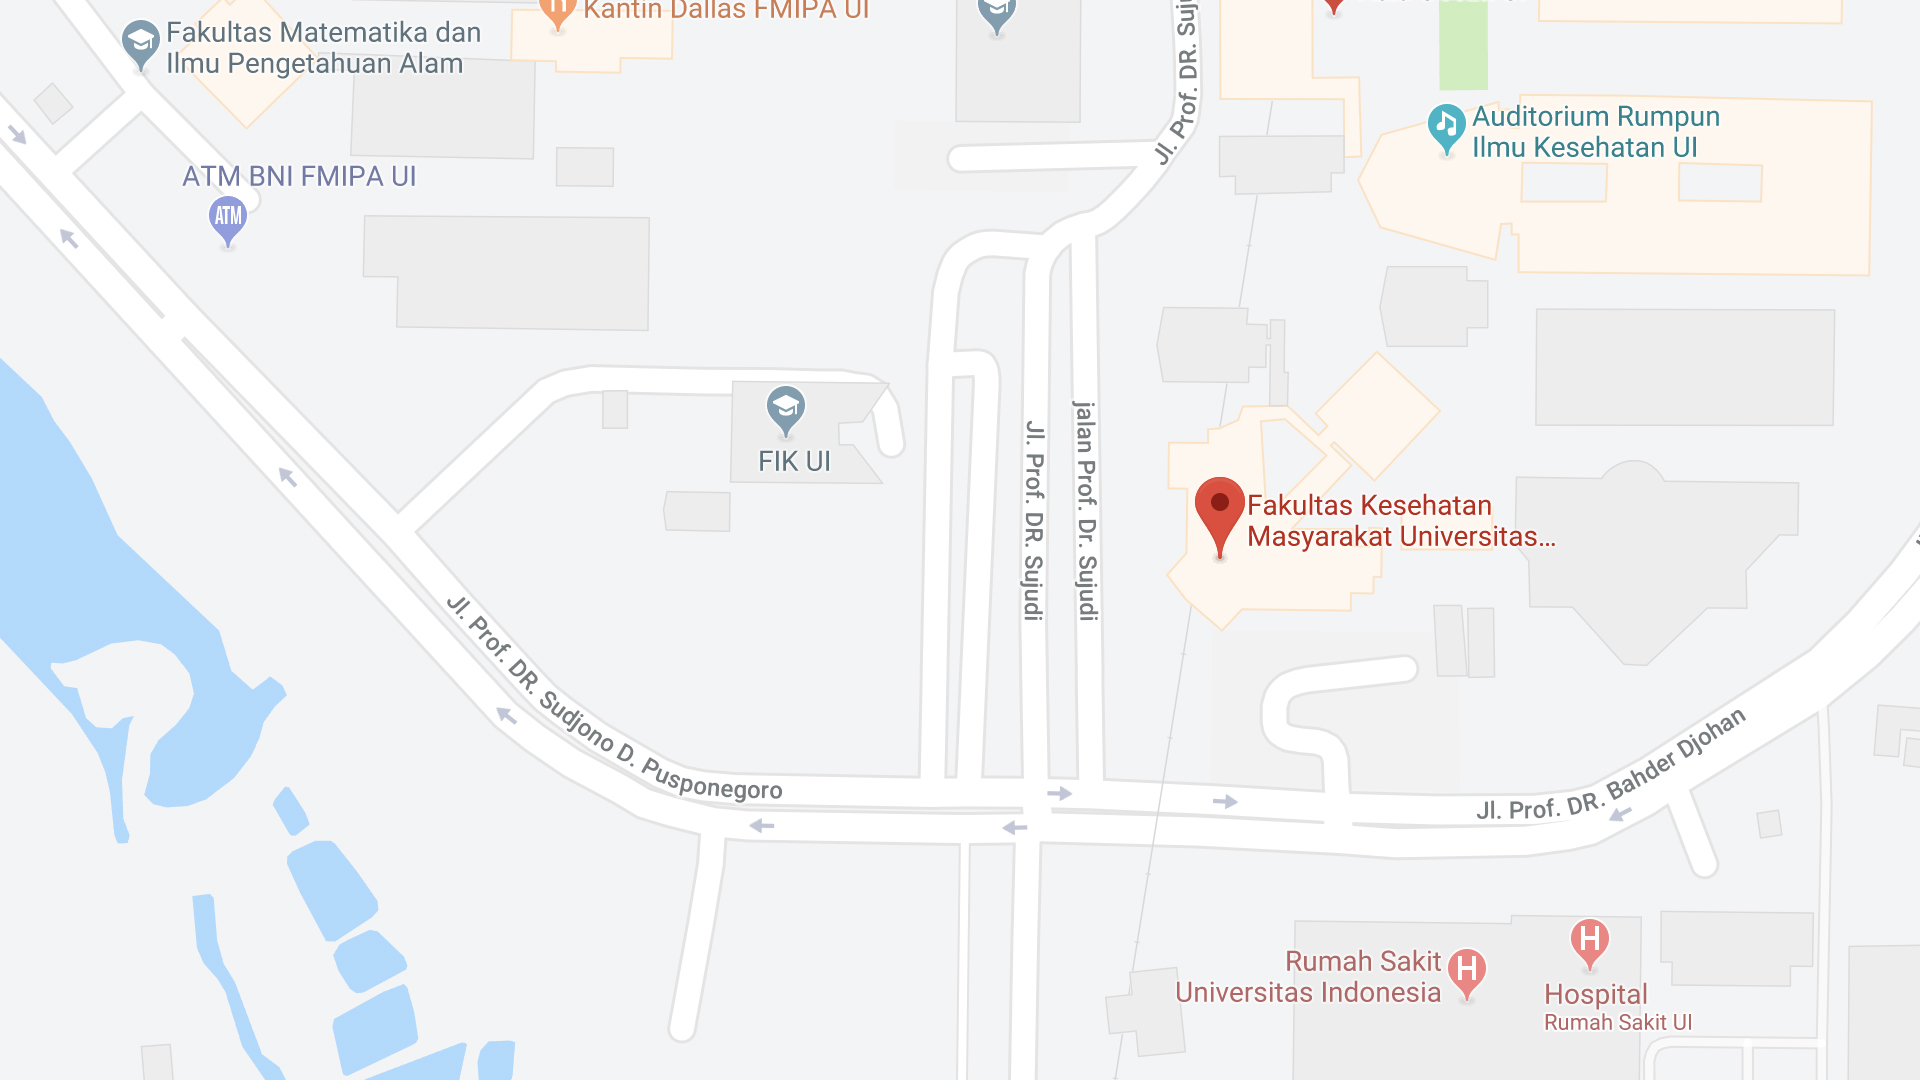 Kantin Dallas FMIPA UI
Fakultas Matematika dan
Ilmu Pengetahuan Alam
Jl. Prof. DR. Suju
Auditorium Rumpun
Ilmu Kesehatan UI
ATM BNI FMIPA UI
ATM
FIK UI
Jl. Prof. DR. Sujudi
jalan Prof. Dr. Sujudi
Fakultas Kesehatan
Masyarakat Universitas...
Jl. Prof. DR. Sudjono D. Pusponegoro
Jl. Prof. DR. Bahder Djohan
Rumah Sakit
Universitas Indonesia
H
H
Hospital
Rumah Sakit UI